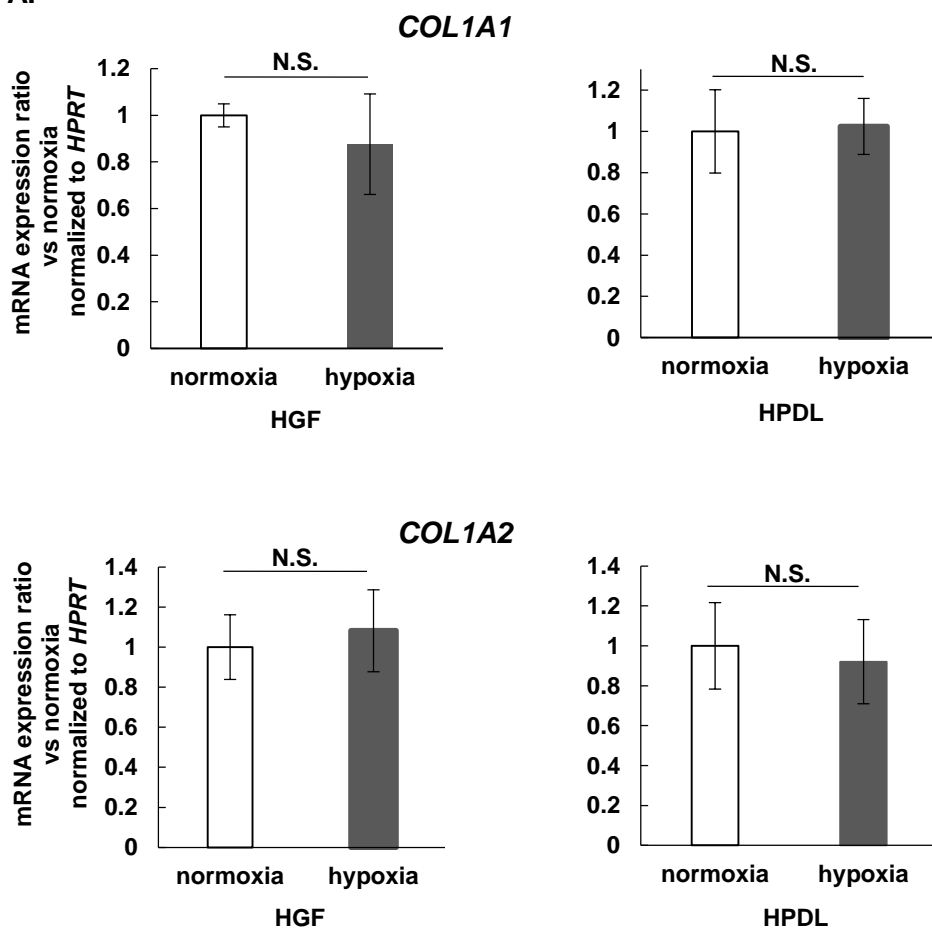 A.
COL1A1
mRNA expression ratio
vs normoxia
normalized to HPRT
N.S.
1.2
1
0.8
0.6
0.4
0.2
0
normoxia hypoxia
HGF
N.S.
1.2
1
0.8
0.6
0.4
0.2
0
normoxia hypoxia
HPDL
COL1A2
mRNA expression ratio
vs normoxia
normalized to HPRT
N.S.
1.4
1.2
1
0.8
0.6
0.4
0.2
0
normoxia hypoxia
HGF
N.S.
1.4
1.2
1
0.8
0.6
0.4
0.2
0
normoxia hypoxia
HPDL